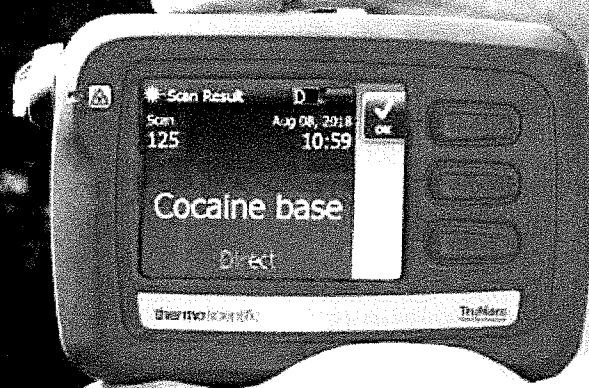 Scan Result
Scan
Aug 08, 2018
125
10:59
OK
Cocaine base
Direct
thermo scientific
TruNarc